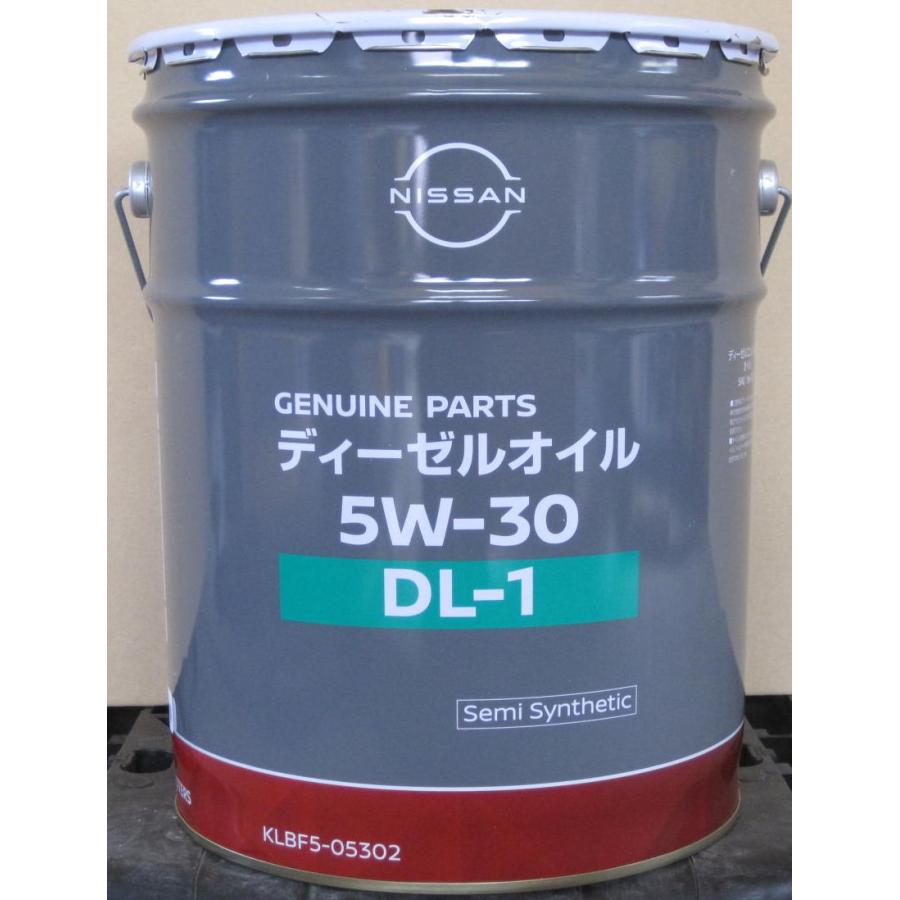 NISSAN
GENUINE PARTS
ディーゼルオイル
5W-30
DL-1
Semi Synthetic
KLBF5-05302